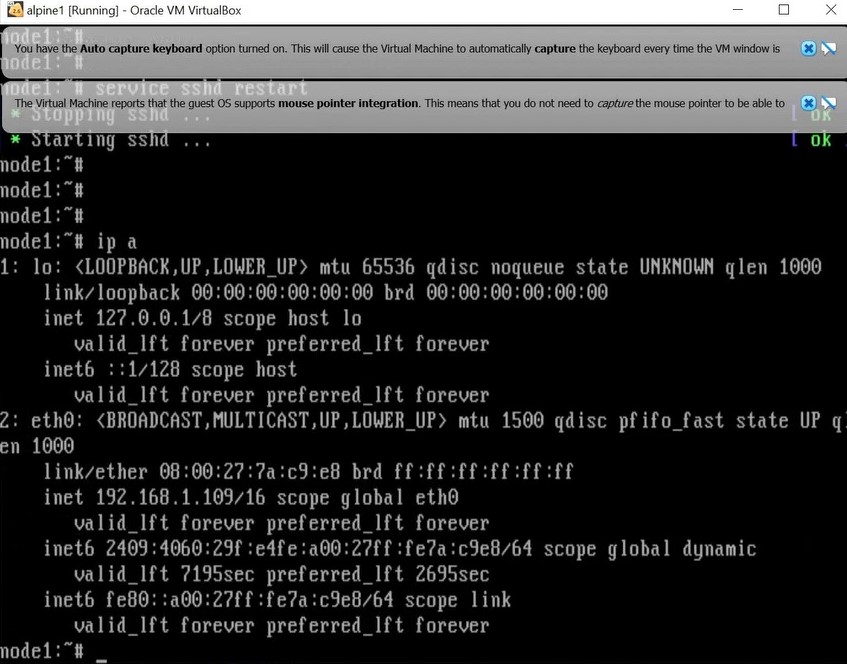 alpine1 [Running] - Oracle VM VirtualBox
node1:~#
You have the Auto capture keyboard option turned on. This will cause the Virtual Machine to automatically capture the keyboard every time the VM window is
node1:~#
node1:~# service sshd restart
The Virtual Machine reports that the guest OS supports mouse pointer integration. This means that you do not need to capture the mouse pointer to be able to
* Stopping sshd ... [ ok
* Starting sshd ... [ ok
node1:~#
node1:~#
node1:~#
node1:~# ip a
1: lo: <LOOPBACK,UP,LOWER_UP> mtu 65536 qdisc noqueue state UNKNOWN qlen 1000
link/loopback 00:00:00:00:00:00 brd 00:00:00:00:00:00
inet 127.0.0.1/8 scope host lo
valid_lft forever preferred_lft forever
inet6 ::1/128 scope host
valid_lft forever preferred_lft forever
2: eth0: <BROADCAST,MULTICAST,UP,LOWER_UP> mtu 1500 qdisc pfifo_fast state UP ql
en 1000
link/ether 08:00:27:7a:c9:e8 brd ff:ff:ff:ff:ff:ff
inet 192.168.1.109/16 scope global eth0
valid_lft forever preferred_lft forever
inet6 2409:4060:29f:e4fe:a00:27ff:fe7a:c9e8/64 scope global dynamic
valid_lft 7195sec preferred_lft 2695sec
inet6 fe80::a00:27ff:fe7a:c9e8/64 scope link
valid_lft forever preferred_lft forever
node1:~# _